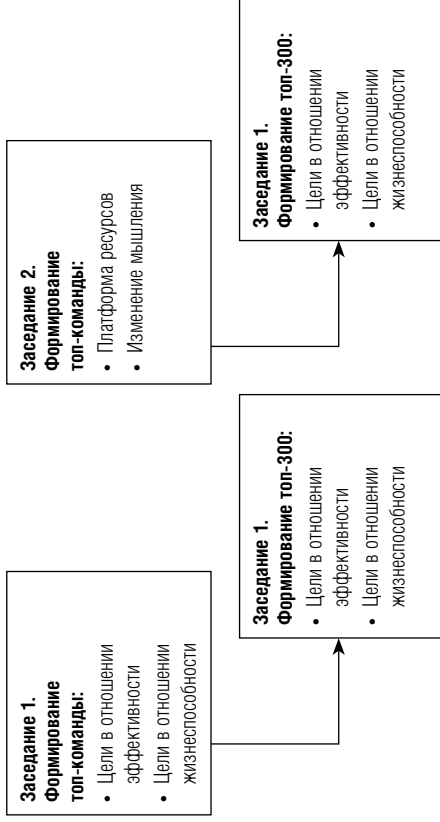 Заседание 1.
Формирование
топ-команды:
• Цели в отношении
эффективности
• Цели в отношении
жизнеспособности
Заседание 1.
Формирование топ-300:
• Цели в отношении
эффективности
• Цели в отношении
жизнеспособности
Заседание 2.
Формирование
топ-команды:
• Платформа ресурсов
• Изменение мышления
Заседание 1.
Формирование топ-300:
• Цели в отношении
эффективности
• Цели в отношении
жизнеспособности